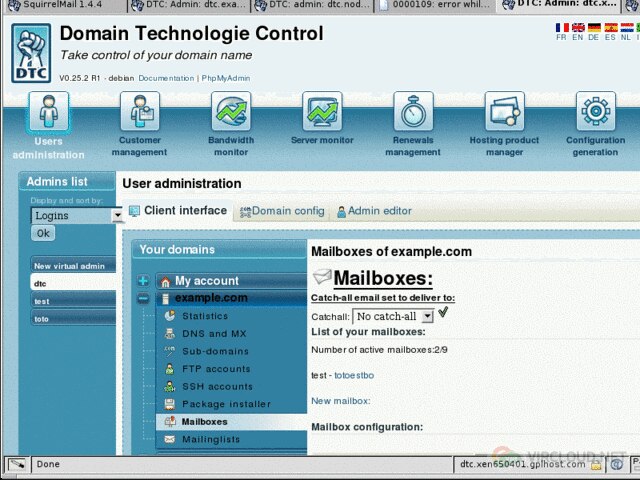 SquirrelMail 1.4.4
DTC: Admin: dtc.exa...
DTC: admin: dtc.nod...
0000109: error while...
DTC: Admin: dtc.x...
Domain Technologie Control
Take control of your domain name
DTC
V0.25.2 R1 - debian Documentation | PhpMyAdmin
FR EN DE ES NL
Users administration
Customer management
Bandwidth monitor
Server monitor
Renewals management
Hosting product manager
Configuration generation
Admins list
Display and sort by:
Logins
Ok
New virtual admin
dtc
test
toto
User administration
Client interface
Domain config
Admin editor
Your domains
My account
example.com
Statistics
DNS and MX
Sub-domains
FTP accounts
SSH accounts
Package installer
Mailboxes
Mailinglists
Mailboxes of example.com
Mailboxes:
Catch-all email set to deliver to:
Catchall: No catch-all
List of your mailboxes:
Number of active mailboxes:2/9
test - totoestbo
New mailbox:
Mailbox configuration:
VIRCLOUD.NET
Done
dtc.xen650401.gplhost.com